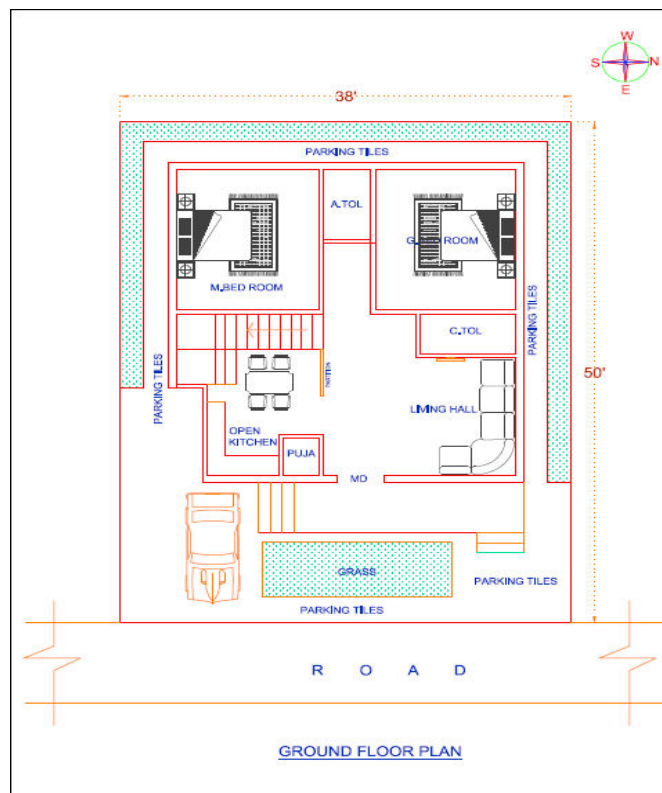 W
S N
E
38'
PARKING TILES
A.TOL
G.BED ROOM
M.BED ROOM
C.TOL
PARKING TILES
50'
PARKING TILES
LIVING HALL
OPEN
KITCHEN
PUJA
MD
GRASS
PARKING TILES
PARKING TILES
R O A D
GROUND FLOOR PLAN